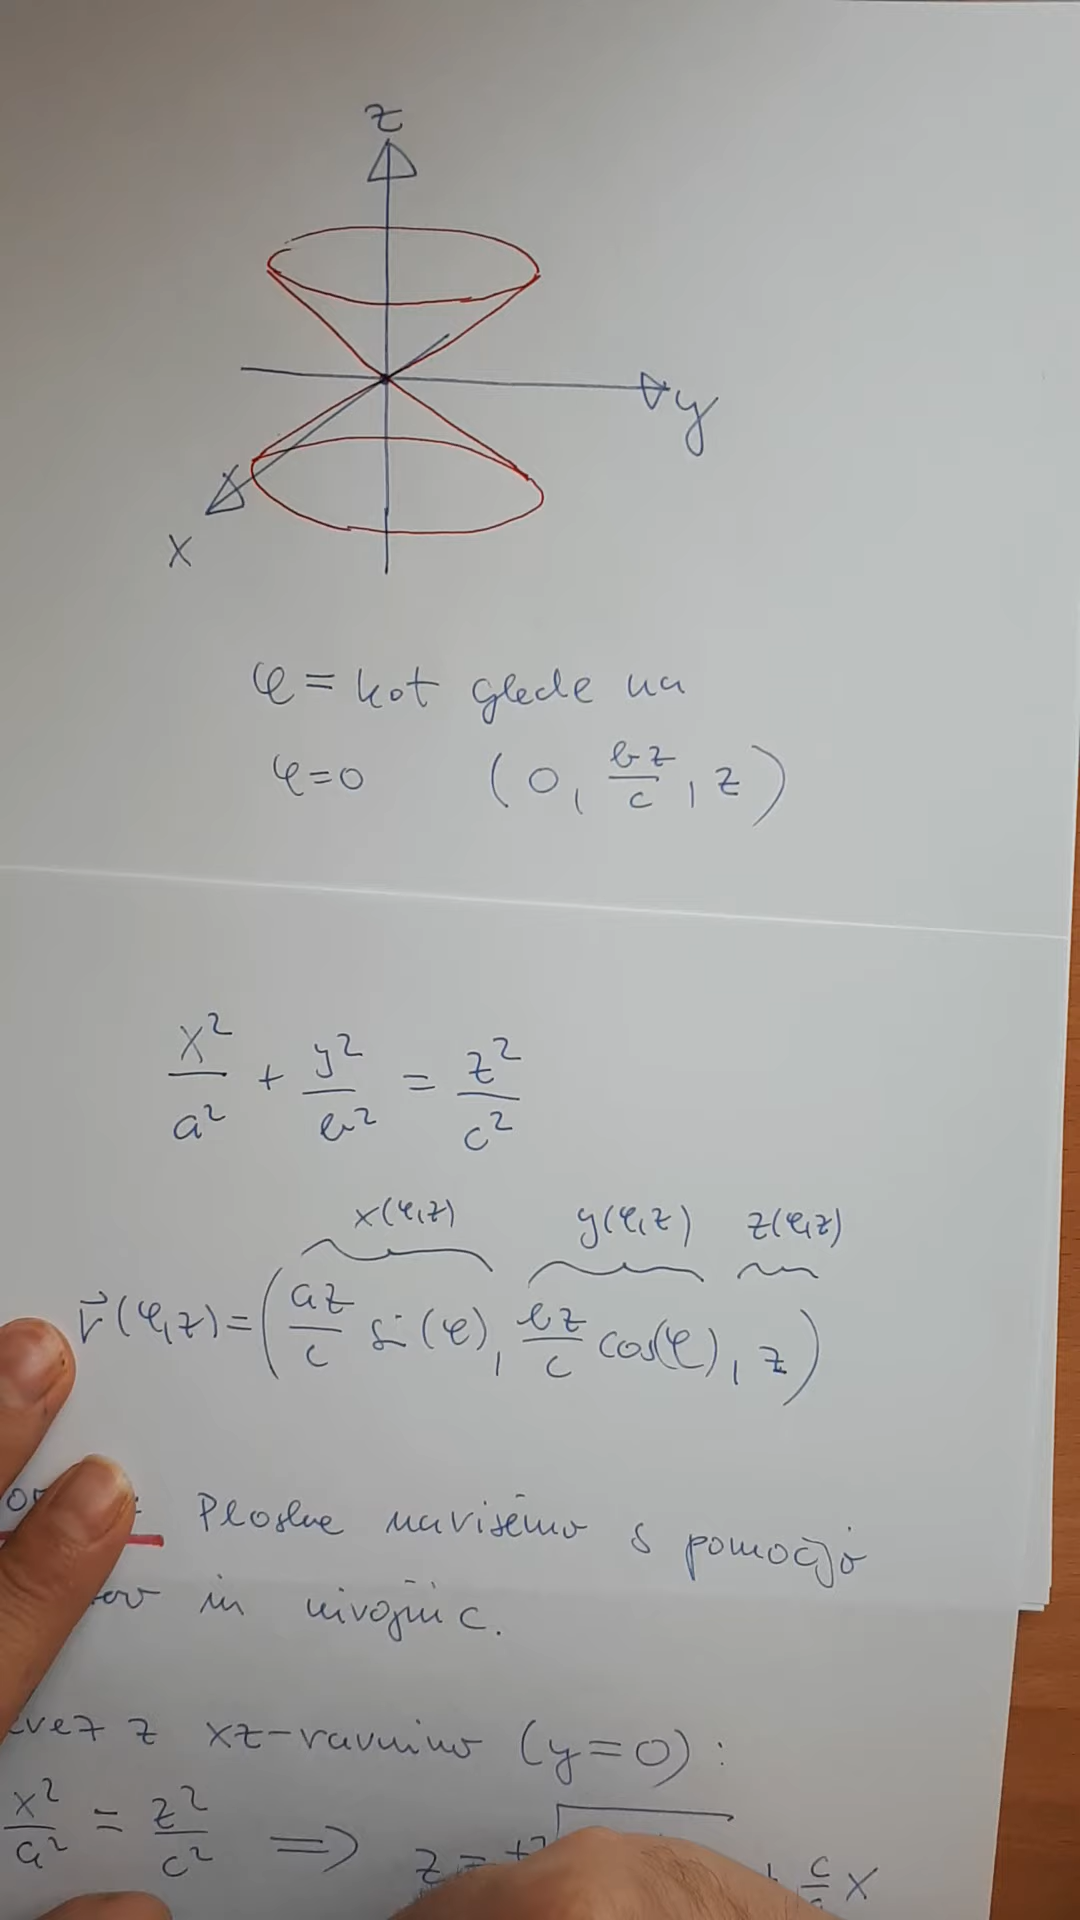 z
y
x
φ = kot glede na
φ=0 (0, bz/c, z)
x²/a² + y²/b² = z²/c²
x(φ,z) y(φ,z) z(φ,z)
r⃗(φ,z) = (az/c sin(φ), bz/c cos(φ), z)
Ploskve narišemo s pomočjo
in nivojnic.
z xz-ravnino (y=0):
x²/a² = z²/c² ⇒ z =
x